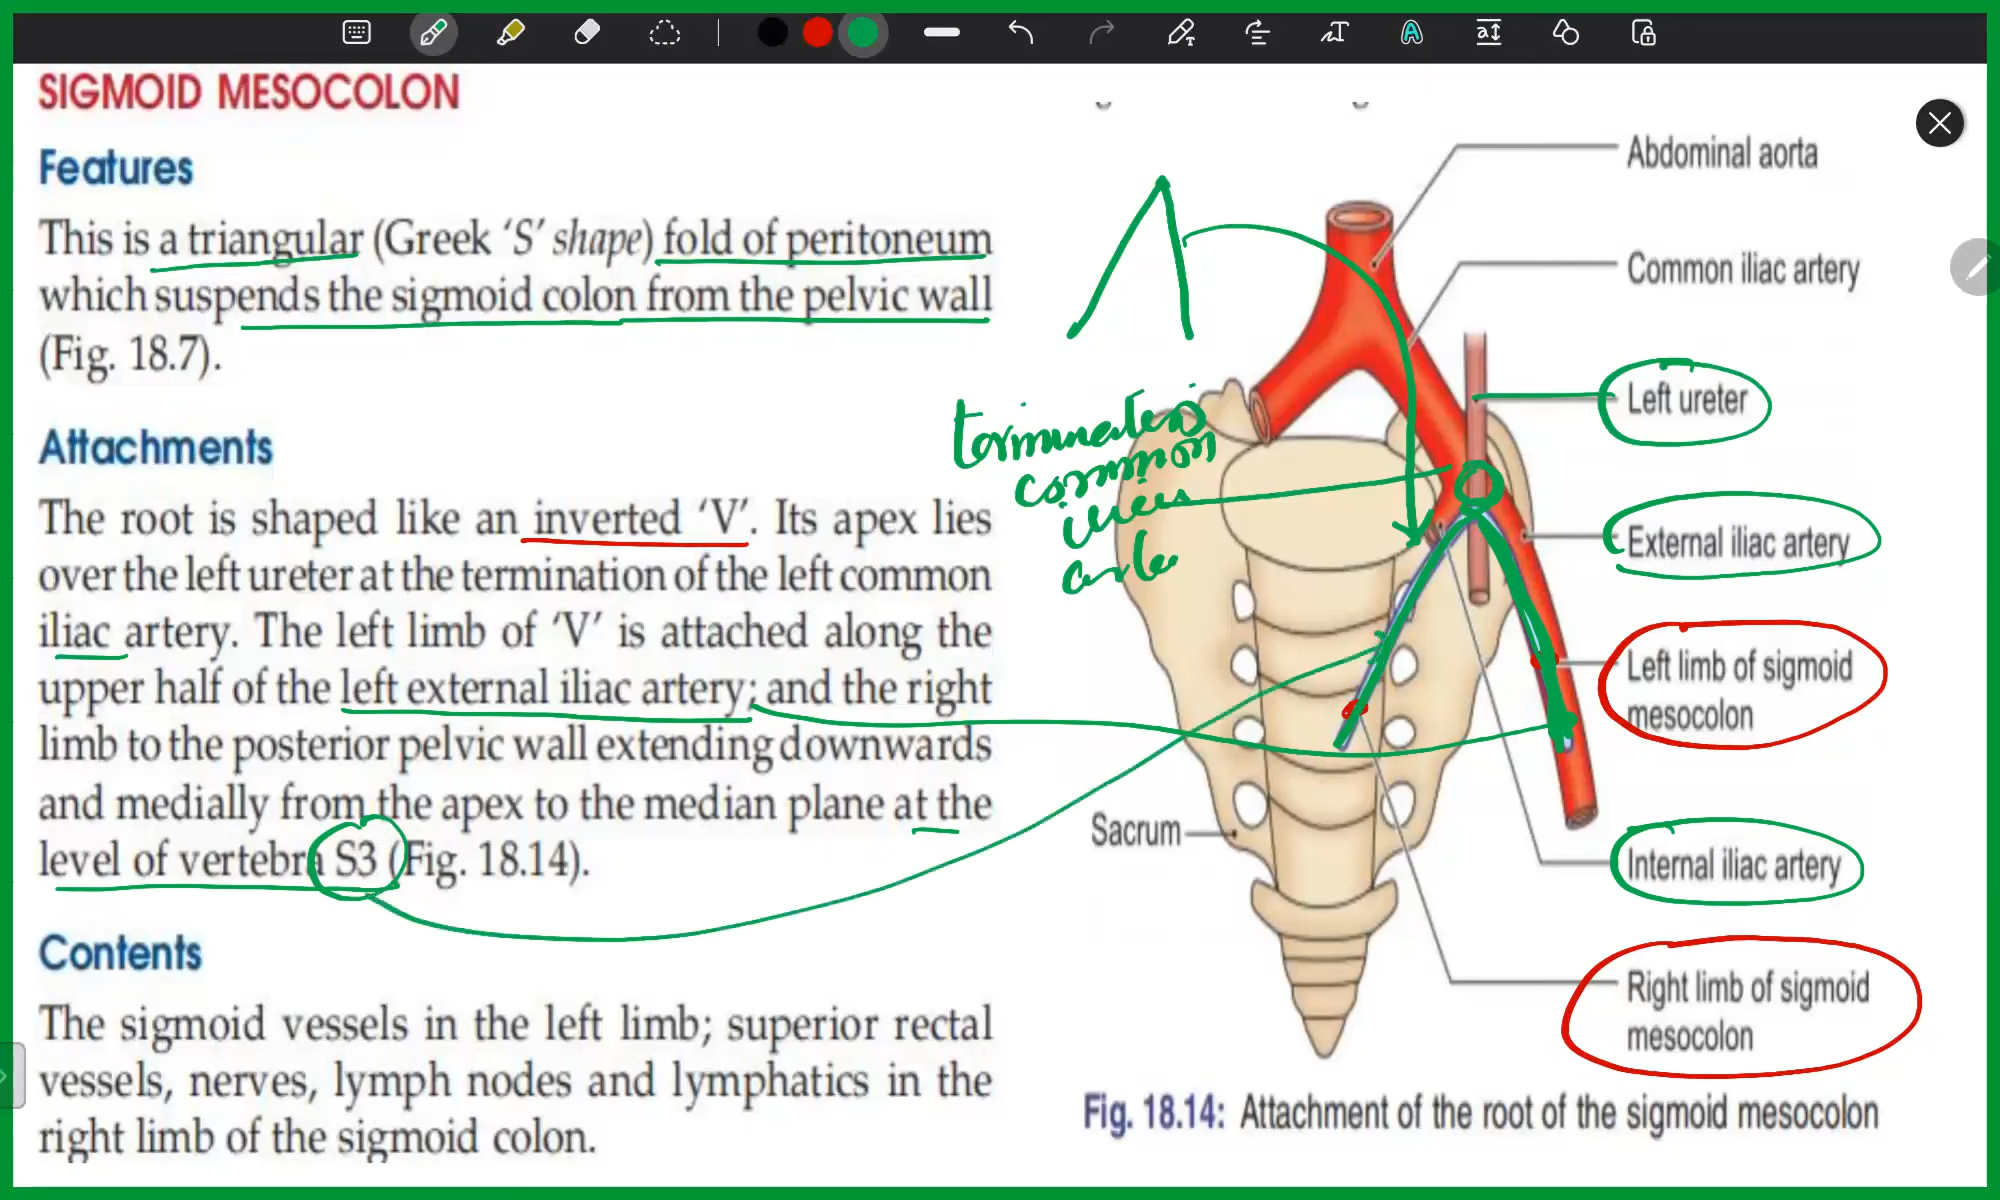 SIGMOID MESOCOLON
Features
This is a triangular (Greek ‘S’ shape) fold of peritoneum
which suspends the sigmoid colon from the pelvic wall
(Fig. 18.7).
Attachments
The root is shaped like an inverted ‘V’. Its apex lies
over the left ureter at the termination of the left common
iliac artery. The left limb of ‘V’ is attached along the
upper half of the left external iliac artery; and the right
limb to the posterior pelvic wall extending downwards
and medially from the apex to the median plane at the
level of vertebra S3 (Fig. 18.14).
Contents
The sigmoid vessels in the left limb; superior rectal
vessels, nerves, lymph nodes and lymphatics in the
right limb of the sigmoid colon.
common
Abdominal aorta
Common iliac artery
Left ureter
External iliac artery
Left limb of sigmoid
mesocolon
Sacrum
Internal iliac artery
Right limb of sigmoid
mesocolon
Fig. 18.14: Attachment of the root of the sigmoid mesocolon